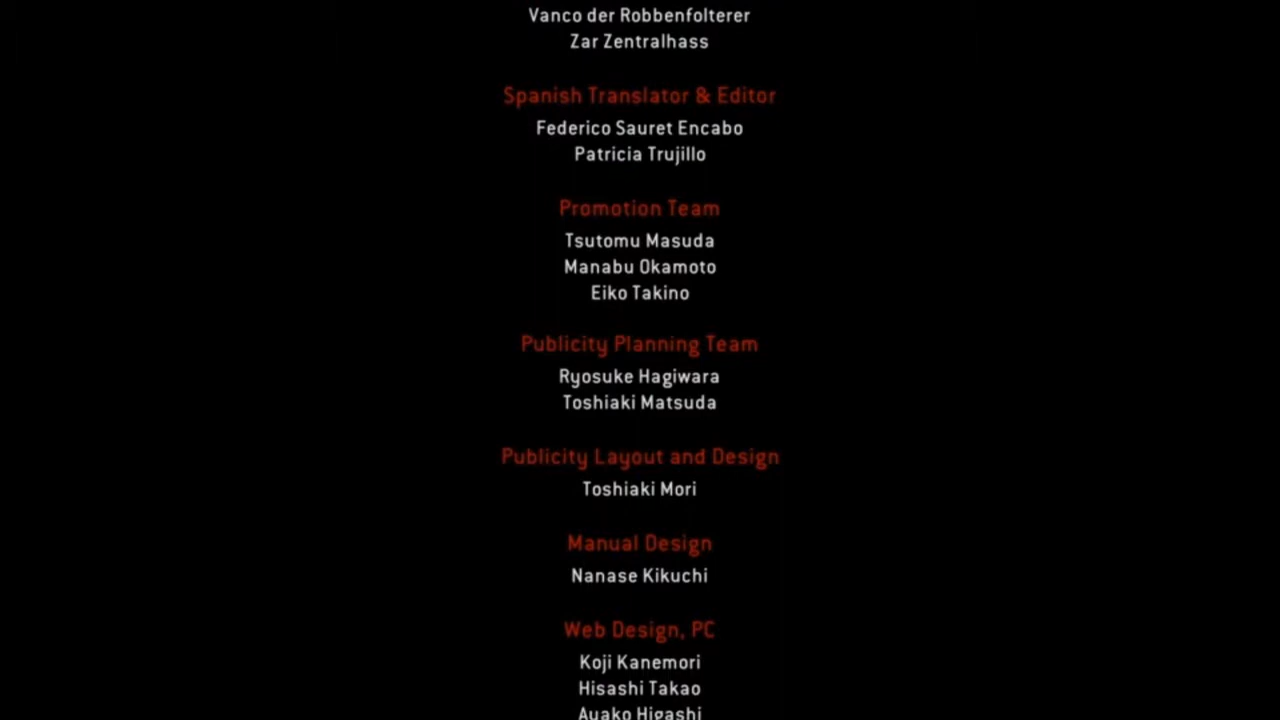 Vanco der Robbenfolterer
Zar Zentralhass
Spanish Translator & Editor
Federico Sauret Encabo
Patricia Trujillo
Promotion Team
Tsutomu Masuda
Manabu Okamoto
Eiko Takino
Publicity Planning Team
Ryosuke Hagiwara
Toshiaki Matsuda
Publicity Layout and Design
Toshiaki Mori
Manual Design
Nanase Kikuchi
Web Design, PC
Koji Kanemori
Hisashi Takao
Ayako Higashi